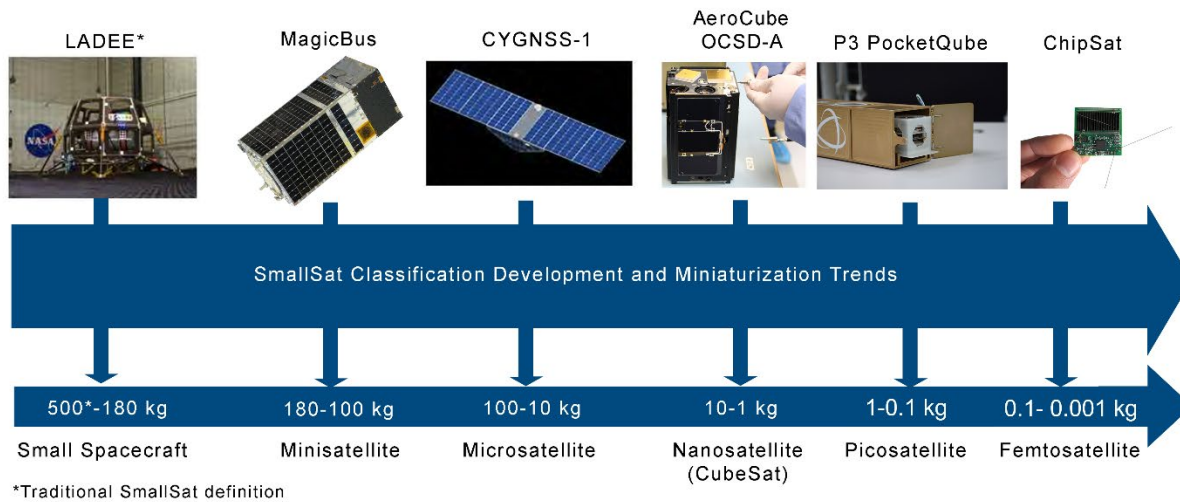 LADEE*
MagicBus
CYGNSS-1
AeroCube
OCSD-A
P3 PocketQube
ChipSat
NASA
SmallSat Classification Development and Miniaturization Trends
500*-180 kg
180-100 kg
100-10 kg
10-1 kg
1-0.1 kg
0.1- 0.001 kg
Small Spacecraft
Minisatellite
Microsatellite
Nanosatellite
(CubeSat)
Picosatellite
Femtosatellite
*Traditional SmallSat definition